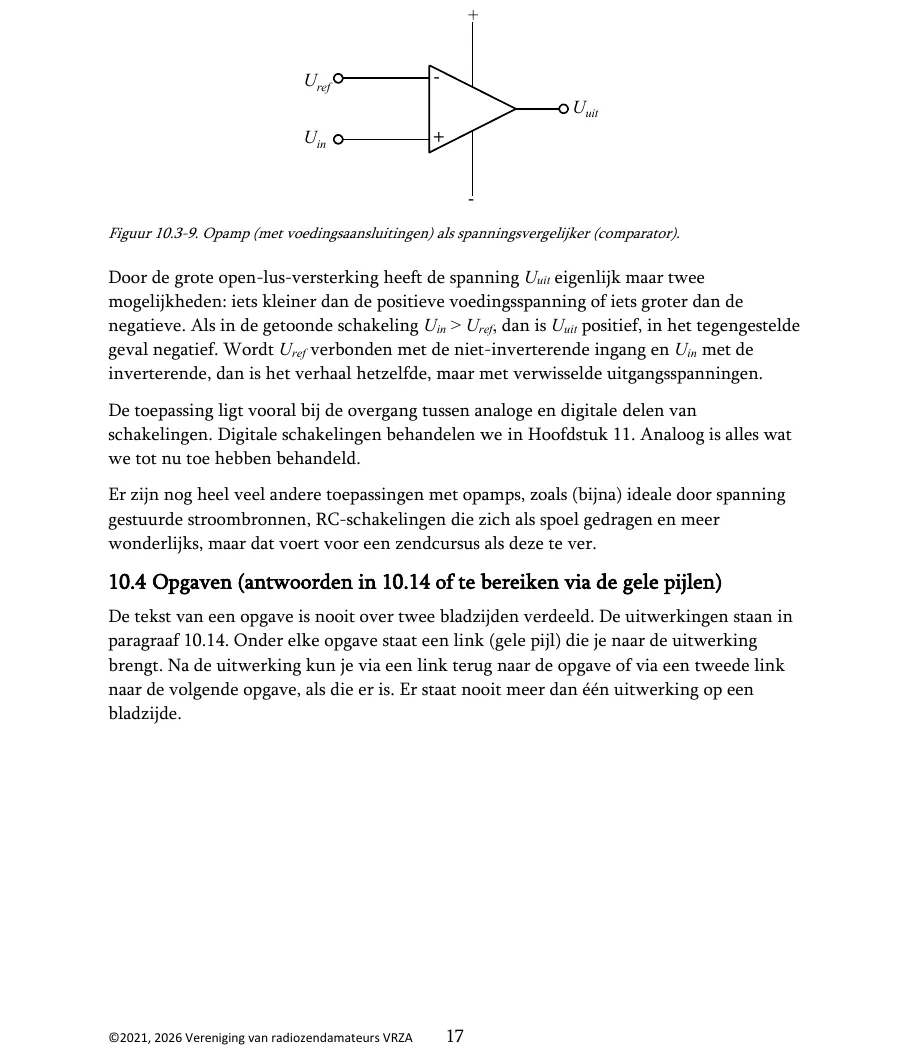 +
Uref
-
Uuit
Uin
+
-
Figuur 10.3-9. Opamp (met voedingsaansluitingen) als spanningsvergelijker (comparator).
Door de grote open-lus-versterking heeft de spanning Uuit eigenlijk maar twee
mogelijkheden: iets kleiner dan de positieve voedingsspanning of iets groter dan de
negatieve. Als in de getoonde schakeling Uin > Uref, dan is Uuit positief, in het tegengestelde
geval negatief. Wordt Uref verbonden met de niet-inverterende ingang en Uin met de
inverterende, dan is het verhaal hetzelfde, maar met verwisselde uitgangsspanningen.
De toepassing ligt vooral bij de overgang tussen analoge en digitale delen van
schakelingen. Digitale schakelingen behandelen we in Hoofdstuk 11. Analoog is alles wat
we tot nu toe hebben behandeld.
Er zijn nog heel veel andere toepassingen met opamps, zoals (bijna) ideale door spanning
gestuurde stroombronnen, RC-schakelingen die zich als spoel gedragen en meer
wonderlijks, maar dat voert voor een zendcursus als deze te ver.
10.4 Opgaven (antwoorden in 10.14 of te bereiken via de gele pijlen)
De tekst van een opgave is nooit over twee bladzijden verdeeld. De uitwerkingen staan in
paragraaf 10.14. Onder elke opgave staat een link (gele pijl) die je naar de uitwerking
brengt. Na de uitwerking kun je via een link terug naar de opgave of via een tweede link
naar de volgende opgave, als die er is. Er staat nooit meer dan één uitwerking op een
bladzijde.
©2021, 2026 Vereniging van radiozendamateurs VRZA 17